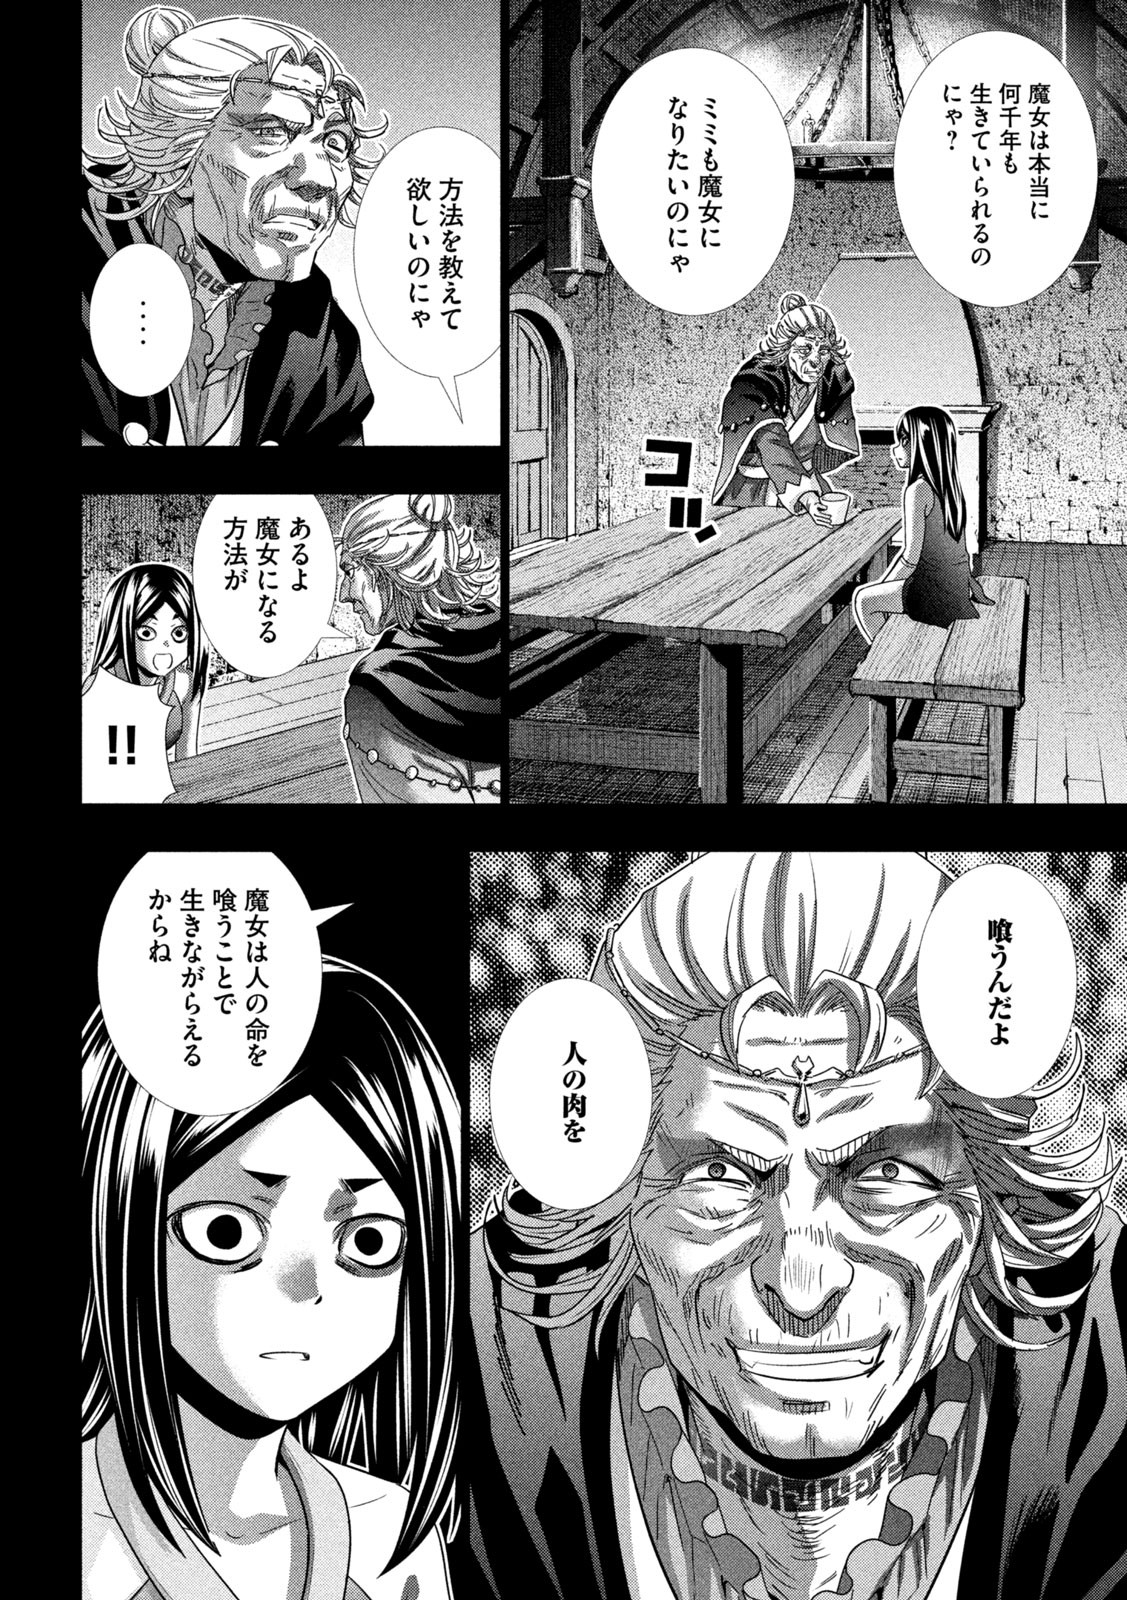 魔女は本当に
何千年も
生きていられるの
にゃ?
ミミも魔女に
なりたいのにゃ
コッ
方法を教えて
欲しいのにゃ
‥‥
あるよ
魔女になる
方法が
!!
喰うんだよ
人の肉を
魔女は人の命を
喰うことで
生きながらえる
からね